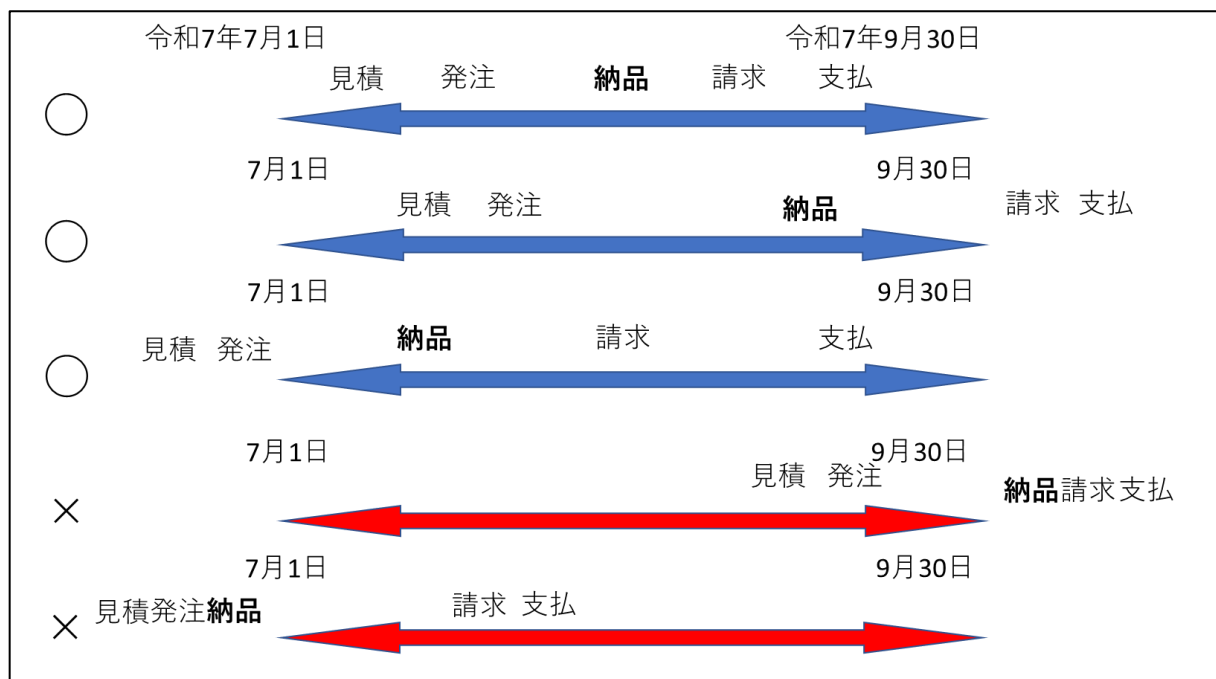 令和7年7月1日 令和7年9月30日
見積 発注 納品 請求 支払
○
7月1日 9月30日
見積 発注 納品 請求 支払
○
7月1日 9月30日
見積 発注 納品 請求 支払
○
7月1日 9月30日
見積 発注 納品請求支払
×
7月1日 9月30日
見積発注納品 請求 支払
×